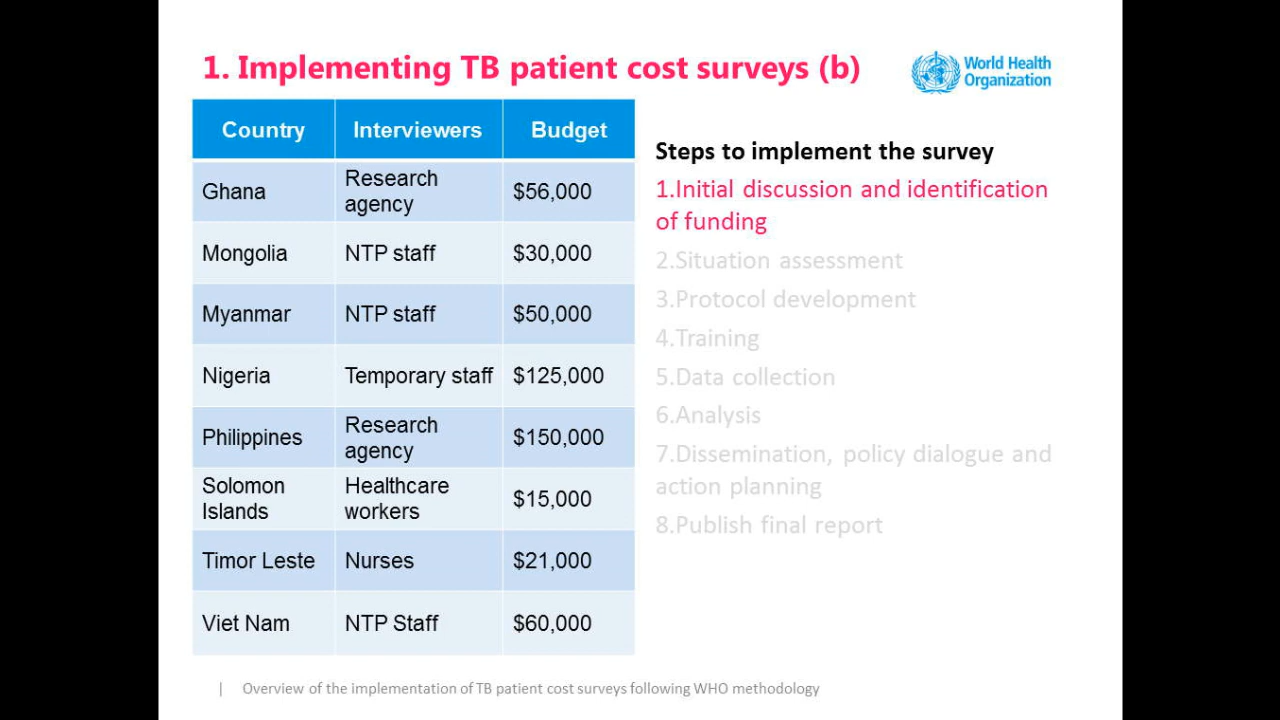 1. Implementing TB patient cost surveys (b)
World Health
Organization
Country Interviewers Budget
Ghana Research agency $56,000
Mongolia NTP staff $30,000
Myanmar NTP staff $50,000
Nigeria Temporary staff $125,000
Philippines Research agency $150,000
Solomon Islands Healthcare workers $15,000
Timor Leste Nurses $21,000
Viet Nam NTP Staff $60,000
Steps to implement the survey
1.Initial discussion and identification
of funding
2.Situation assessment
3.Protocol development
4.Training
5.Data collection
6.Analysis
7.Dissemination, policy dialogue and
action planning
8.Publish final report
| Overview of the implementation of TB patient cost surveys following WHO methodology